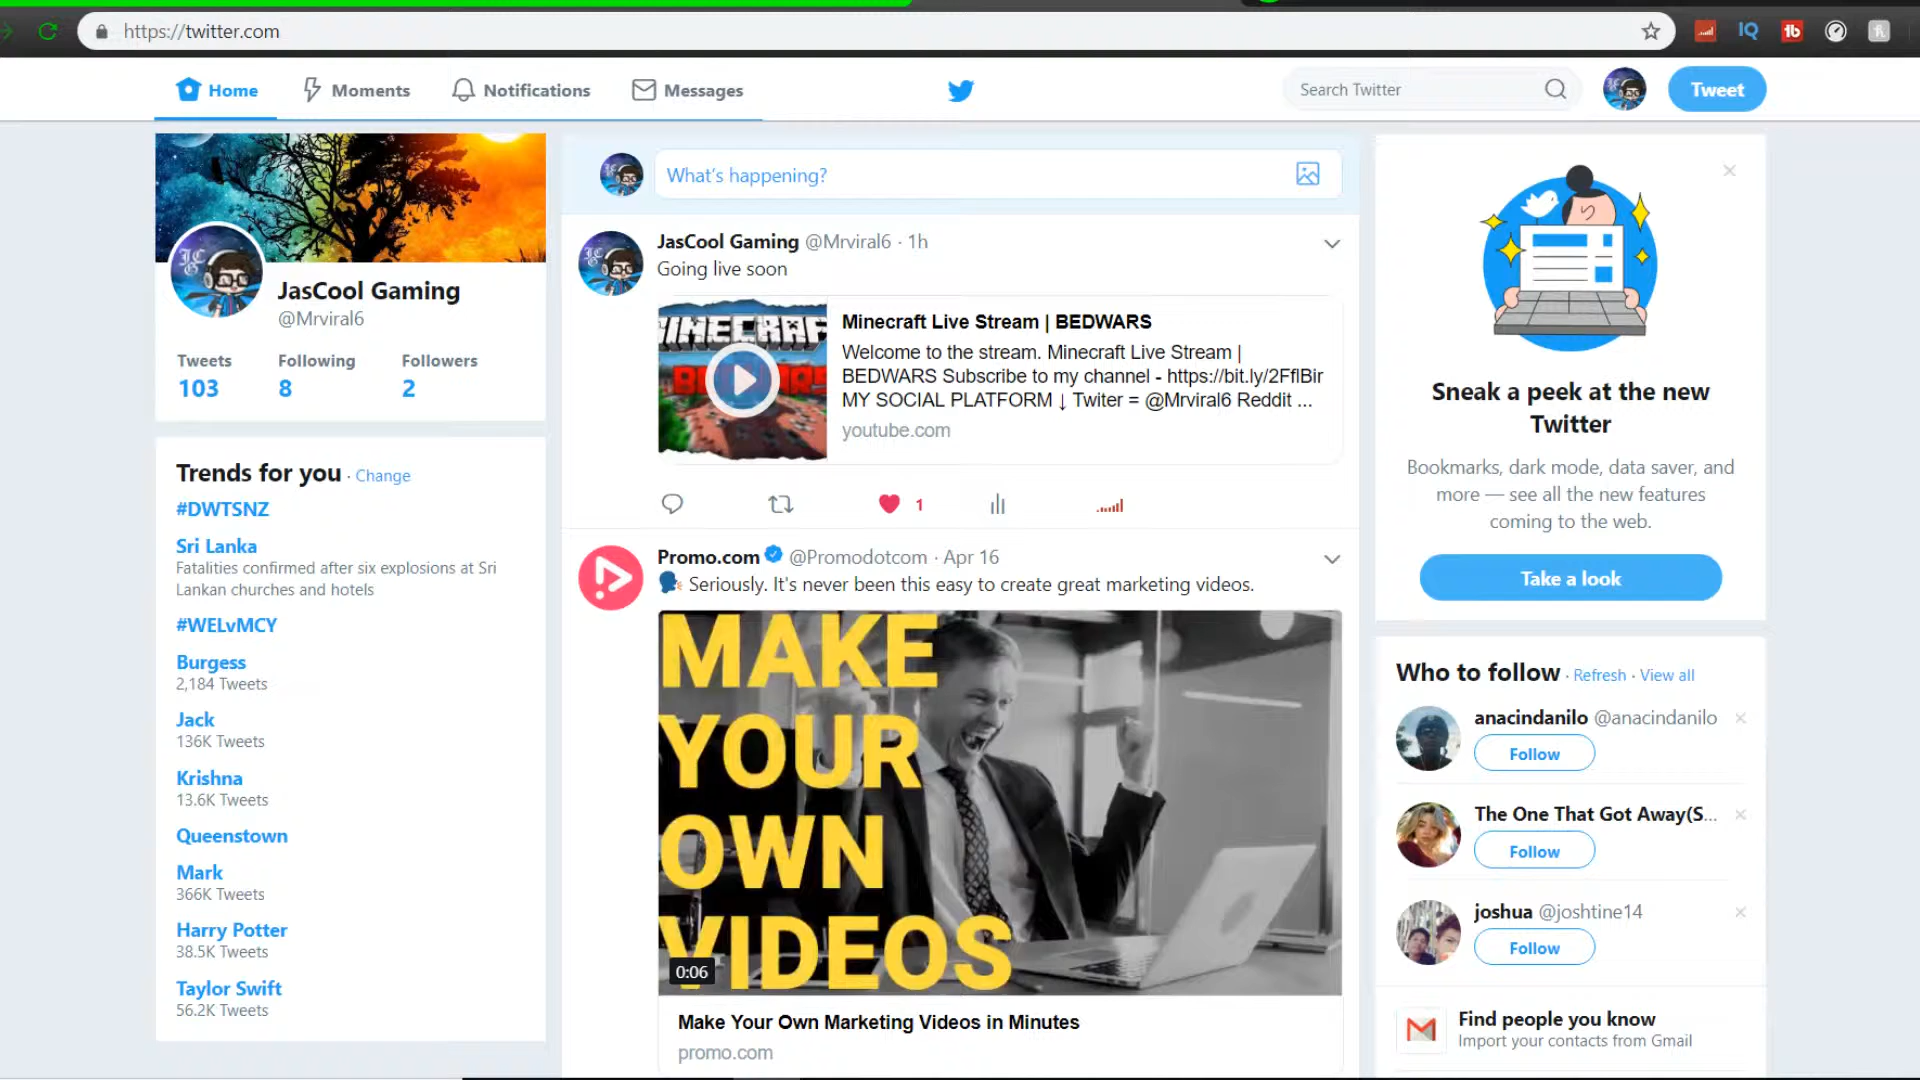 https://twitter.com
IQ
Home
Moments
Notifications
Messages
Search Twitter
Tweet
JasCool Gaming
@Mrviral6
Tweets Following Followers
103 8 2
Trends for you · Change
#DWTSNZ
Sri Lanka
Fatalities confirmed after six explosions at Sri
Lankan churches and hotels
#WELvMCY
Burgess
2,184 Tweets
Jack
136K Tweets
Krishna
13.6K Tweets
Queenstown
Mark
366K Tweets
Harry Potter
38.5K Tweets
Taylor Swift
56.2K Tweets
What's happening?
JasCool Gaming @Mrviral6 · 1h
Going live soon
MINECRAF
BEDWARS
Minecraft Live Stream | BEDWARS
Welcome to the stream. Minecraft Live Stream |
BEDWARS Subscribe to my channel - https://bit.ly/2FflBir
MY SOCIAL PLATFORM ↓ Twiter = @Mrviral6 Reddit ...
youtube.com
1
Promo.com @Promodotcom · Apr 16
Seriously. It's never been this easy to create great marketing videos.
MAKE
YOUR
OWN
VIDEOS
0:06
Make Your Own Marketing Videos in Minutes
promo.com
Sneak a peek at the new
Twitter
Bookmarks, dark mode, data saver, and
more — see all the new features
coming to the web.
Take a look
Who to follow · Refresh · View all
anacindanilo @anacindanilo
Follow
The One That Got Away(S...
Follow
joshua @joshtine14
Follow
Find people you know
Import your contacts from Gmail